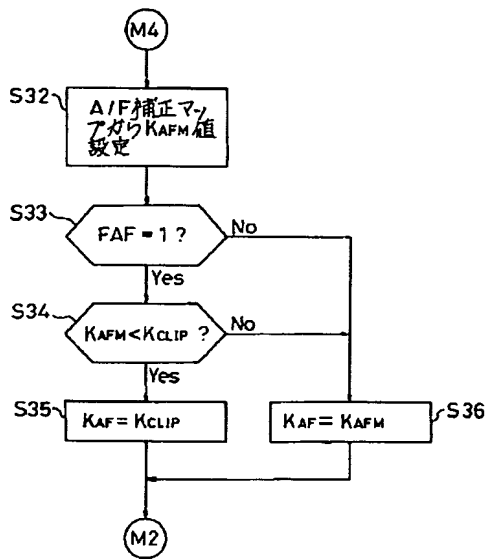 M4
S32
A/F補正マッ
プからKAFM値
設定
S33
FAF=1?
No
Yes
S34
KAFM<KCLIP ?
No
Yes
S35
KAF=KCLIP
KAF=KAFM
S36
M2